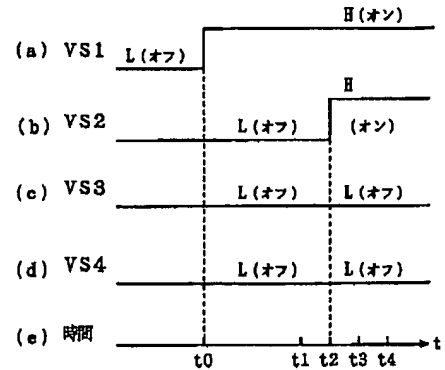 H(オン)
(a) VS1 L(オフ)
H
(b) VS2 L(オフ) (オン)
(c) VS3 L(オフ) L(オフ)
(d) VS4 L(オフ) L(オフ)
(e) 時間 t
t0 t1 t2 t3 t4